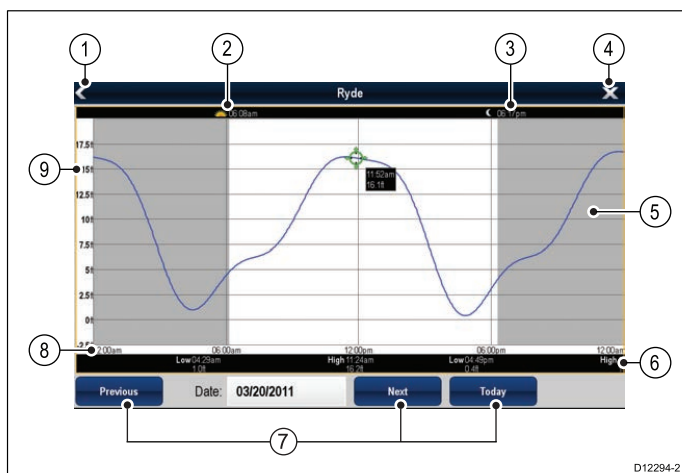 1 2 3 4
Ryde
06:08am 06:17pm
17.5ft
15ft
12.5ft
10ft
7.5ft
5ft
2.5ft
0ft
11:52am
16.1ft
9 5
8 6
2:00am 06:00am 12:00pm 06:00pm 12:00am
Low 04:29am High 11:24am Low 04:49pm High
1.0ft 16.2ft 0.4ft
Previous Date: 03/20/2011 Next Today
7
D12294-2